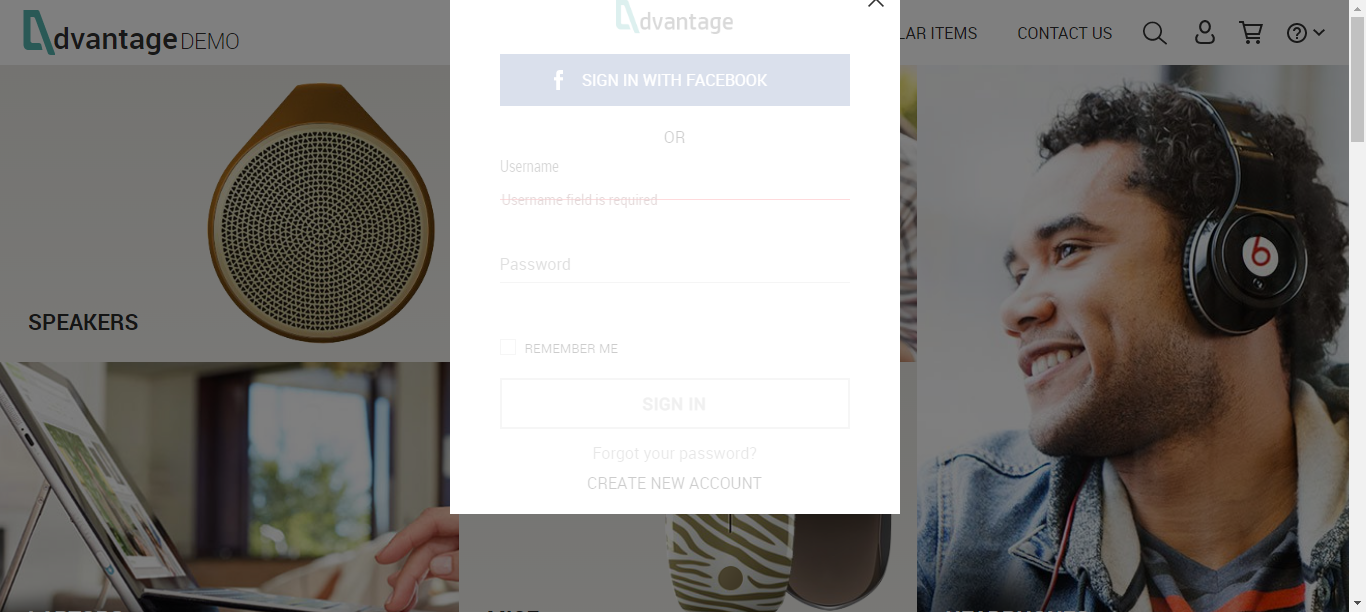 dvantage DEMO
LAR ITEMS
CONTACT US
dvantage
SIGN IN WITH FACEBOOK
OR
Username
Username field is required
Password
REMEMBER ME
SIGN IN
Forgot your password?
CREATE NEW ACCOUNT
SPEAKERS